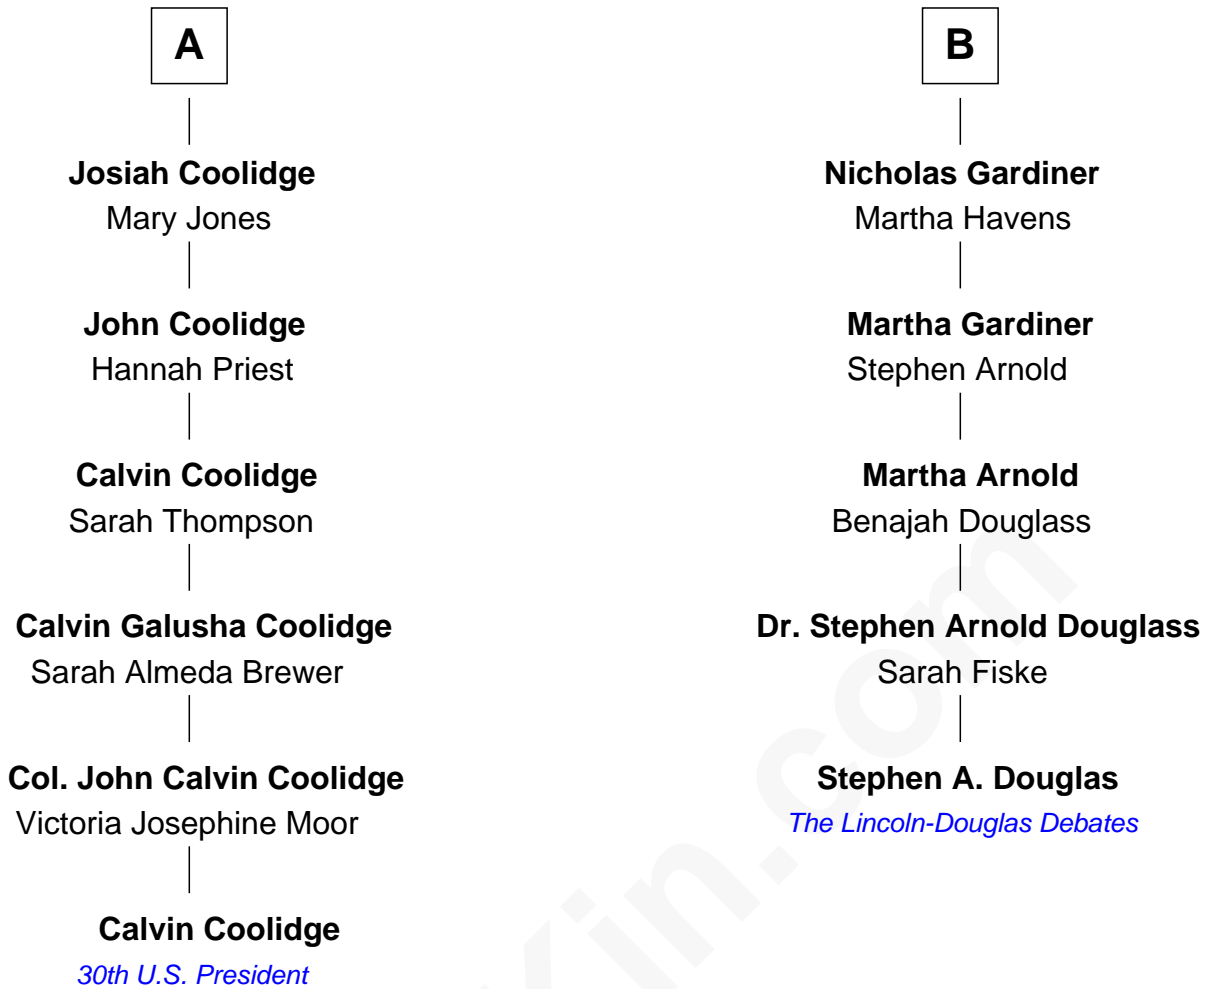 A
Josiah Coolidge
Mary Jones
John Coolidge
Hannah Priest
Calvin Coolidge
Sarah Thompson
Calvin Galusha Coolidge
Sarah Almeda Brewer
Col. John Calvin Coolidge
Victoria Josephine Moor
Calvin Coolidge
30th U.S. President
B
Nicholas Gardiner
Martha Havens
Martha Gardiner
Stephen Arnold
Martha Arnold
Benajah Douglass
Dr. Stephen Arnold Douglass
Sarah Fiske
Stephen A. Douglas
The Lincoln-Douglas Debates
Kin.com